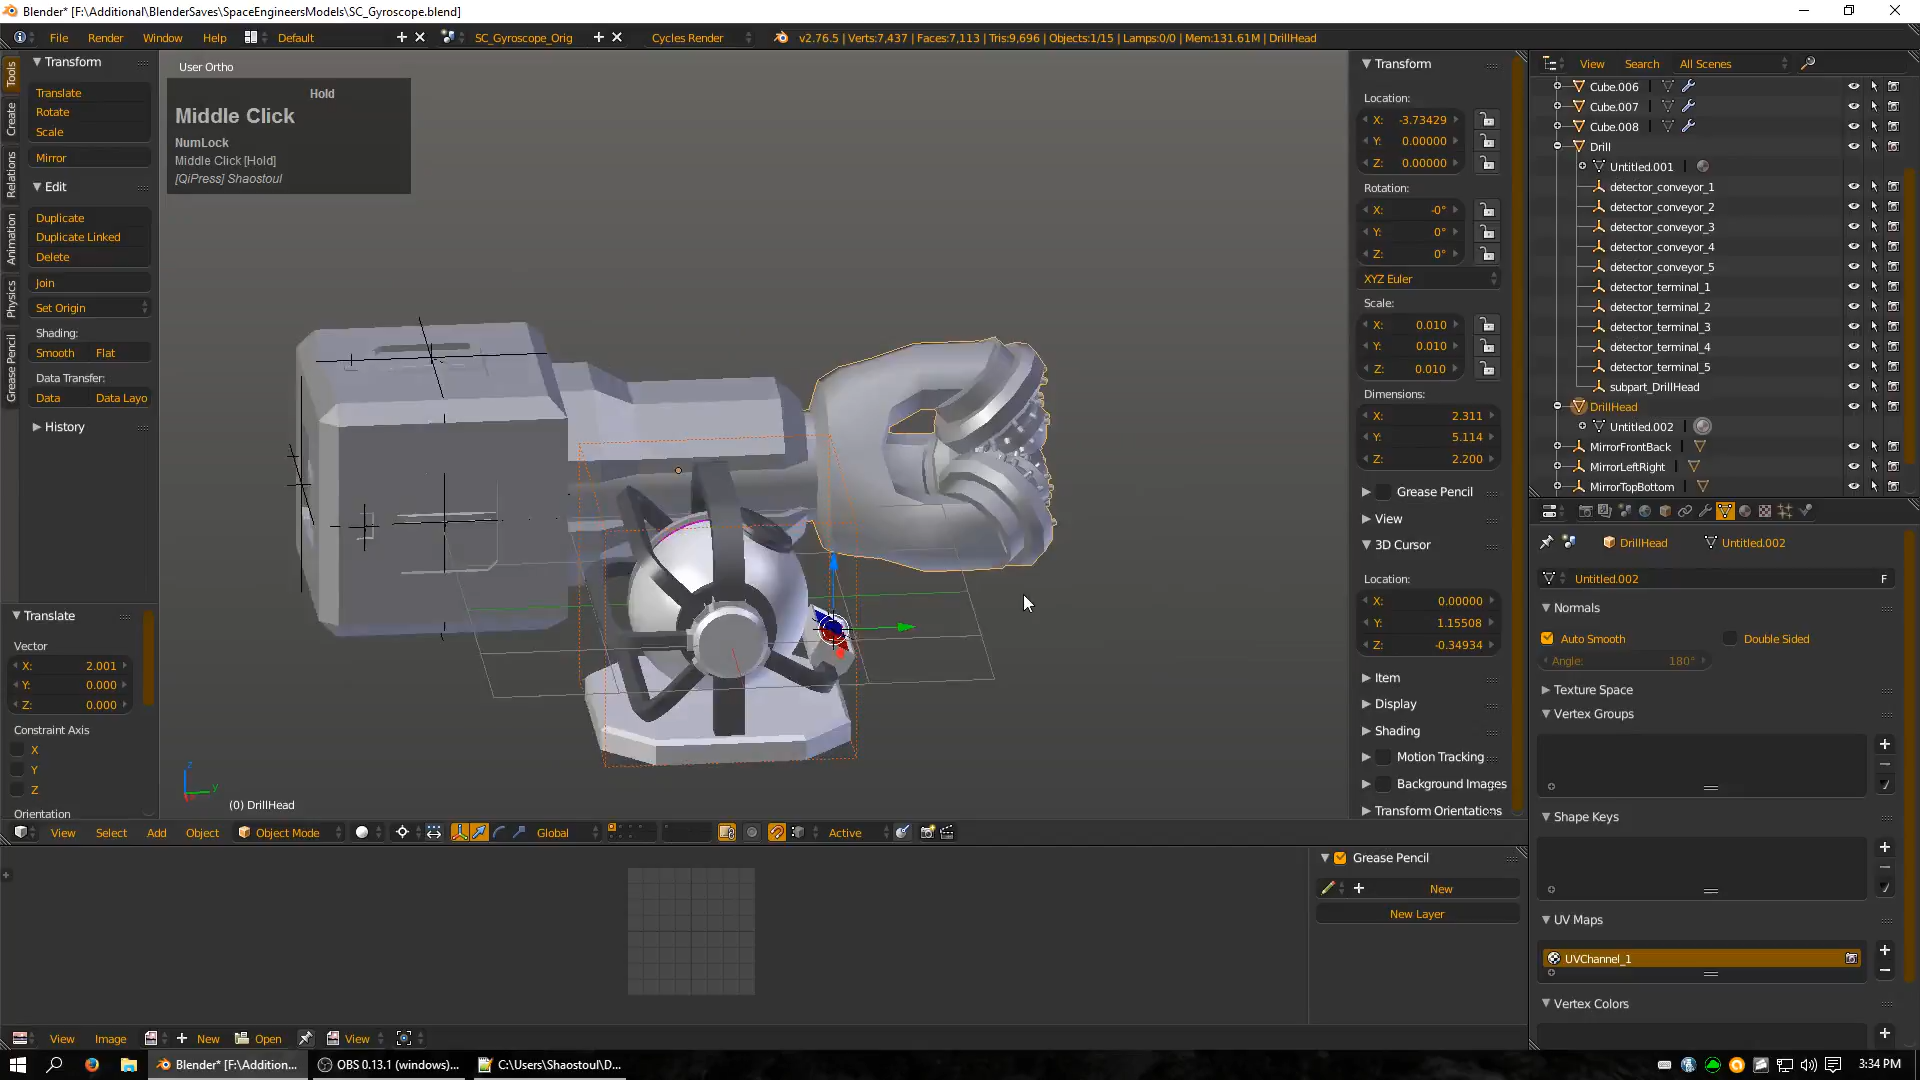 Blender* [F:\Additional\BlenderSaves\SpaceEngineersModels\SC_Gyroscope.blend]
File Render Window Help Default SC_Gyroscope_Orig Cycles Render v2.76.5 | Verts:7,437 | Faces:7,113 | Tris:9,696 | Objects:1/15 | Lamps:0/0 | Mem:131.61M | DrillHead
Tools
Create
Relations
Animation
Physics
Grease Pencil
Transform
Translate
Rotate
Scale
Mirror
Edit
Duplicate
Duplicate Linked
Delete
Join
Set Origin
Shading:
Smooth Flat
Data Transfer:
Data Data Layo
History
Translate
Vector
X: 2.001
Y: 0.000
Z: 0.000
Constraint Axis
X
Y
Z
Orientation
User Ortho
Hold
Middle Click
NumLock
Middle Click [Hold]
[QiPress] Shaostoul
z
y
(0) DrillHead
View Select Add Object Object Mode Global Active
Transform
Location:
X: -3.73429
Y: 0.00000
Z: 0.00000
Rotation:
X: -0°
Y: 0°
Z: 0°
XYZ Euler
Scale:
X: 0.010
Y: 0.010
Z: 0.010
Dimensions:
X: 2.311
Y: 5.114
Z: 2.200
Grease Pencil
View
3D Cursor
Location:
X: 0.00000
Y: 1.15508
Z: -0.34934
Item
Display
Shading
Motion Tracking
Background Images
Transform Orientations
View Search All Scenes
Cube.006
Cube.007
Cube.008
Drill
Untitled.001
detector_conveyor_1
detector_conveyor_2
detector_conveyor_3
detector_conveyor_4
detector_conveyor_5
detector_terminal_1
detector_terminal_2
detector_terminal_3
detector_terminal_4
detector_terminal_5
subpart_DrillHead
DrillHead
Untitled.002
MirrorFrontBack
MirrorLeftRight
MirrorTopBottom
DrillHead Untitled.002
Untitled.002 F
Normals
Auto Smooth Double Sided
Angle: 180°
Texture Space
Vertex Groups
Shape Keys
UV Maps
UVChannel_1
Vertex Colors
Grease Pencil
New
New Layer
View Image New Open View
Blender* [F:\Addition... OBS 0.13.1 (windows)... C:\Users\Shaostoul\D... 3:34 PM